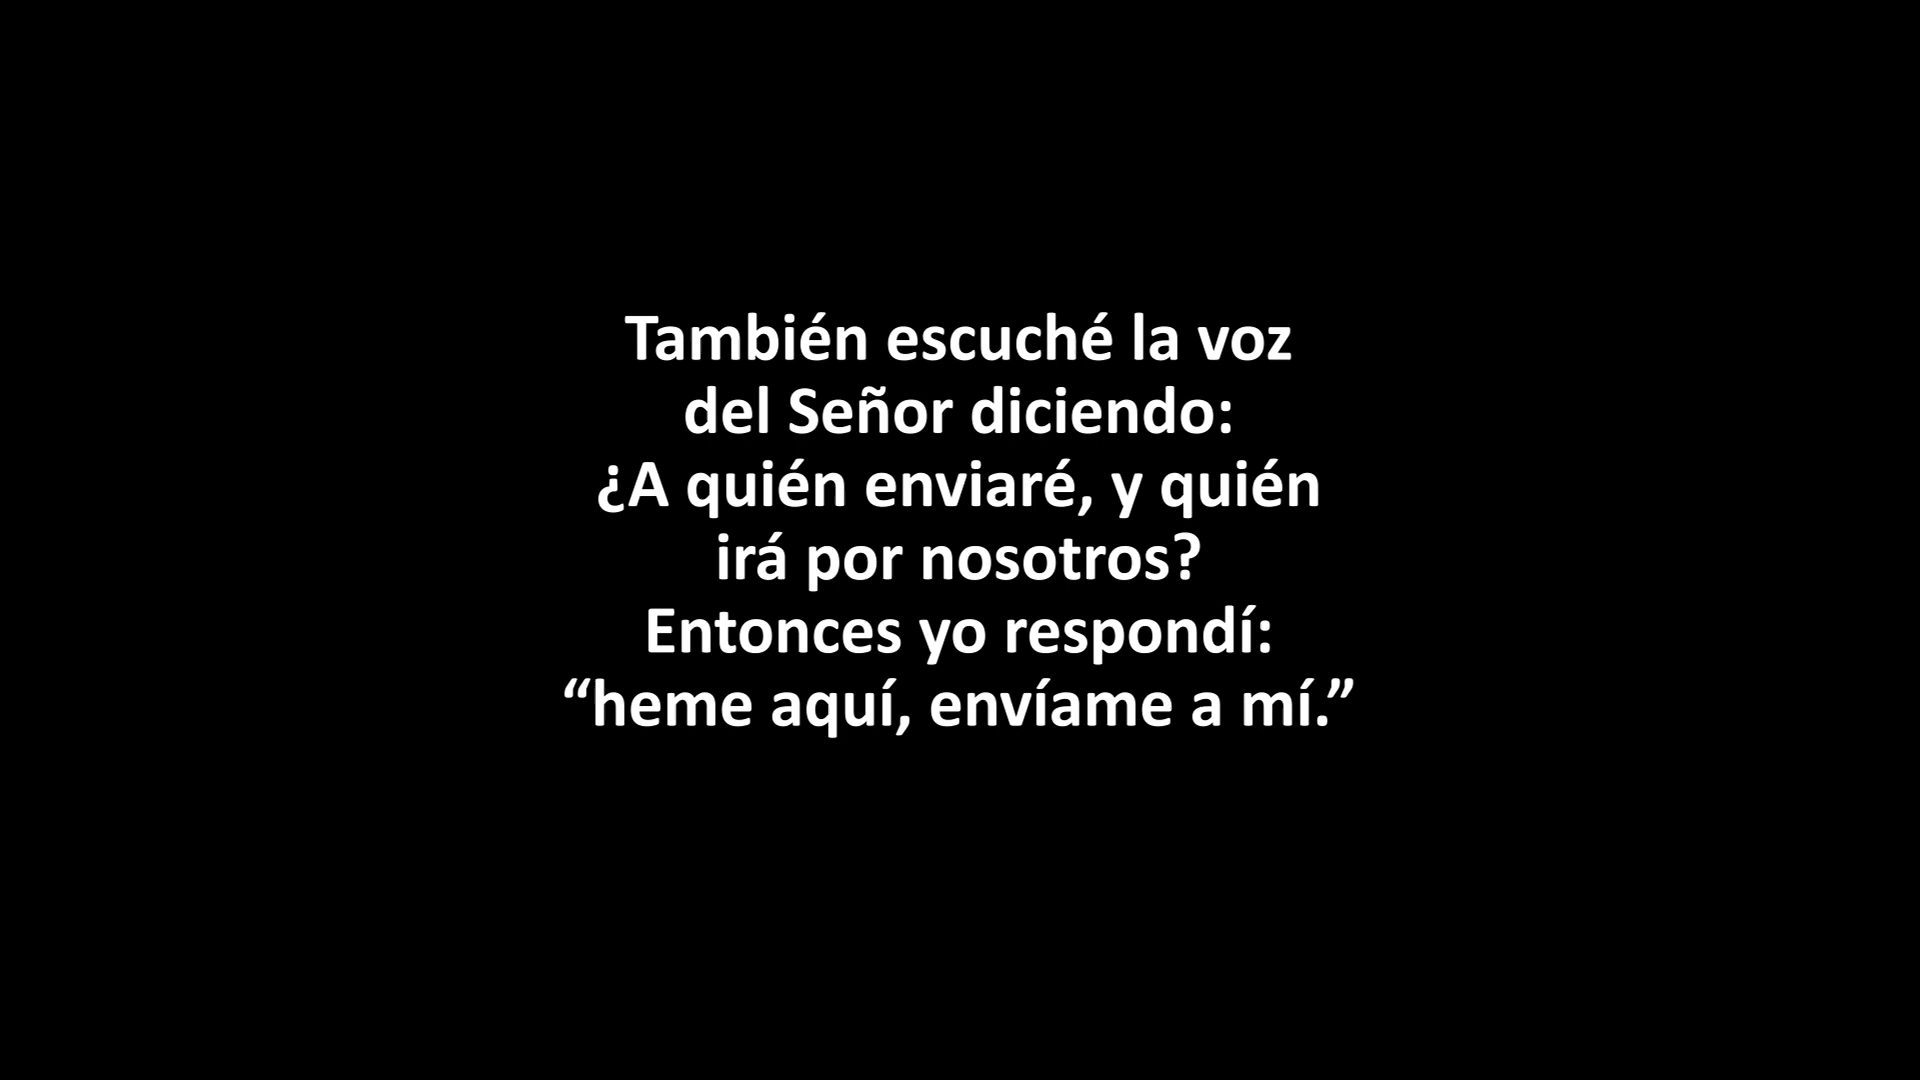 También escuché la voz
del Señor diciendo:
¿A quién enviaré, y quién
irá por nosotros?
Entonces yo respondí:
“heme aquí, envíame a mí.”